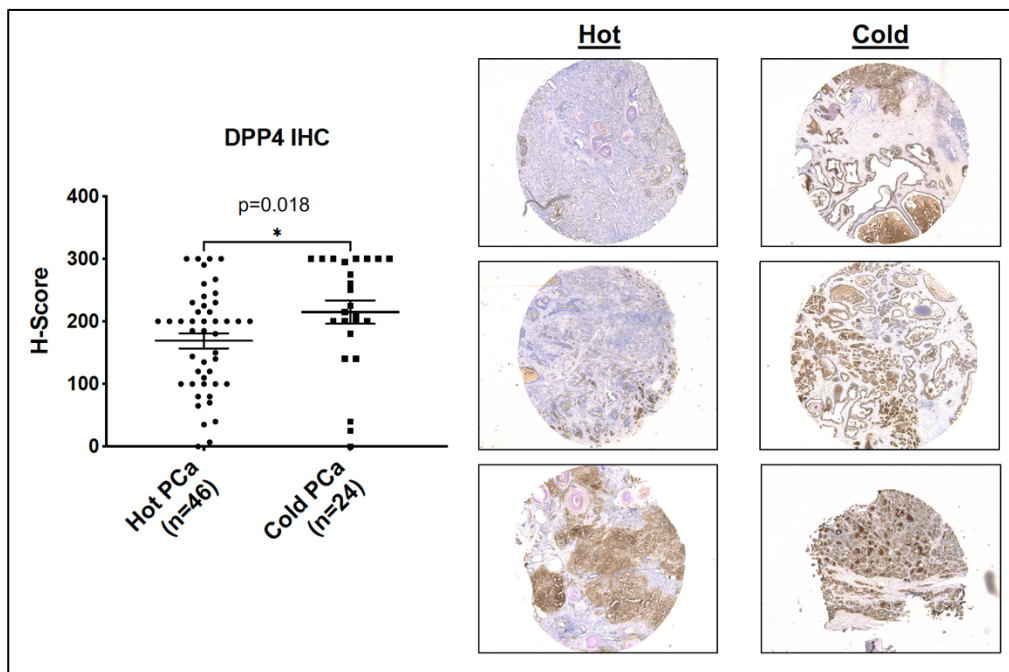 Hot
Cold
DPP4 IHC
p=0.018
*
H-Score
400
300
200
100
0
Hot PCa
(n=46)
Cold PCa
(n=24)